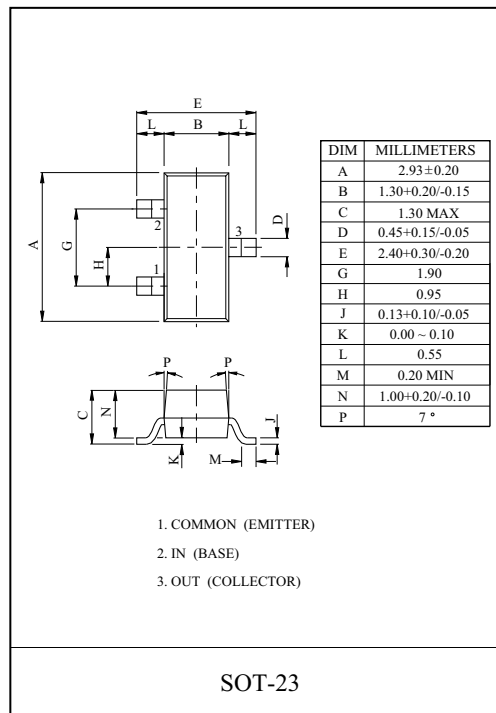 E
L B L
A
G
H
2
1
3
D
P P
C
N
K
M
J
DIM MILLIMETERS
A 2.93±0.20
B 1.30+0.20/-0.15
C 1.30 MAX
D 0.45+0.15/-0.05
E 2.40+0.30/-0.20
G 1.90
H 0.95
J 0.13+0.10/-0.05
K 0.00 ~ 0.10
L 0.55
M 0.20 MIN
N 1.00+0.20/-0.10
P 7 °
1. COMMON (EMITTER)
2. IN (BASE)
3. OUT (COLLECTOR)
SOT-23